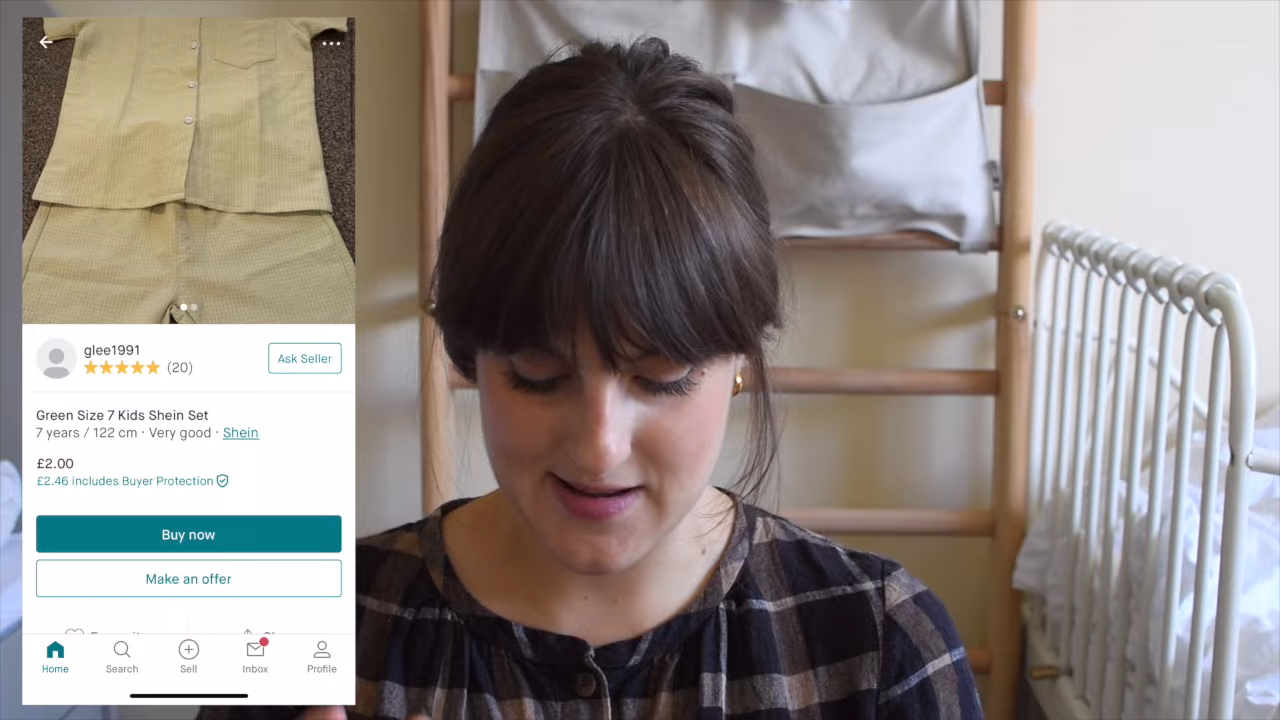 glee1991
(20)
Ask Seller
Green Size 7 Kids Shein Set
7 years / 122 cm · Very good · Shein
£2.00
£2.46 includes Buyer Protection
Buy now
Make an offer
Home
Search
Sell
Inbox
Profile